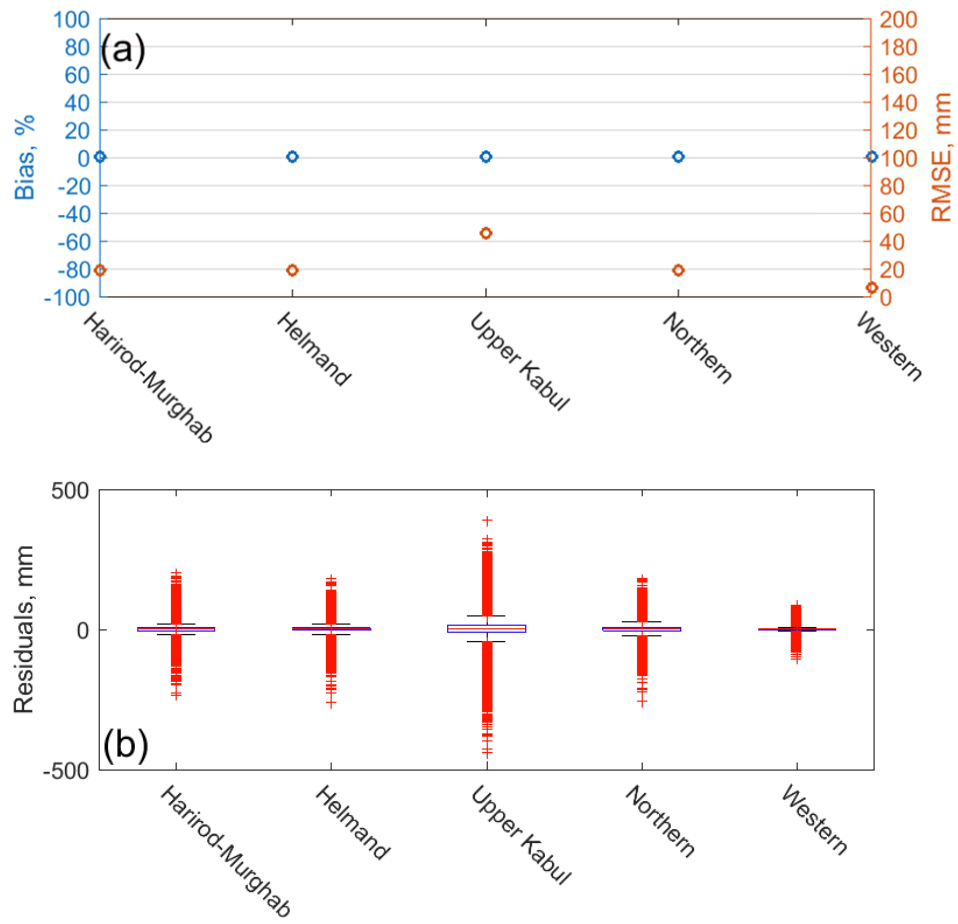 (a)
Bias, %
100
80
60
40
20
0
-20
-40
-60
-80
-100
RMSE, mm
200
180
160
140
120
100
80
60
40
20
0
Harirod-Murghab
Helmand
Upper Kabul
Northern
Western
(b)
Residuals, mm
500
0
-500
Harirod-Murghab
Helmand
Upper Kabul
Northern
Western